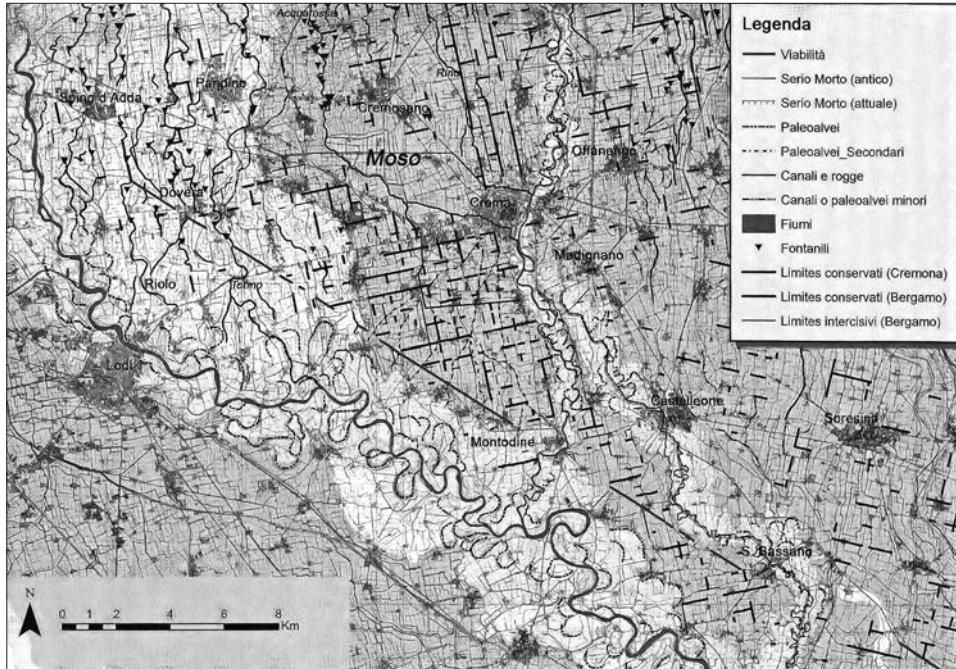 Acquarossa
Pandino
Spino d'Adda
Rino
Cremosano
Moso
Offanengo
Dovera
Crema
Madignano
Riolo
Tormo
Lodi
Castelleone
Soresina
Montodine
S. Bassano
Legenda
Viabilità
Serio Morto (antico)
Serio Morto (attuale)
Paleoalvei
Paleoalvei_Secondari
Canali e rogge
Canali o paleoalvei minori
Fiumi
Fontanili
Limites conservati (Cremona)
Limites conservati (Bergamo)
Limites intercisivi (Bergamo)
N
0 1 2 4 6 8
Km